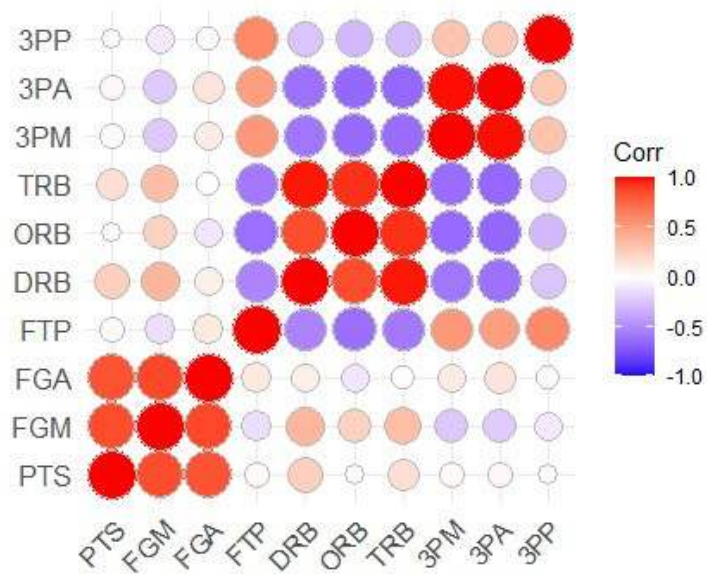 3PP
3PA
3PM
TRB
ORB
DRB
FTP
FGA
FGM
PTS
PTS FGM FGA FTP DRB ORB TRB 3PM 3PA 3PP
Corr
1.0
0.5
0.0
-0.5
-1.0